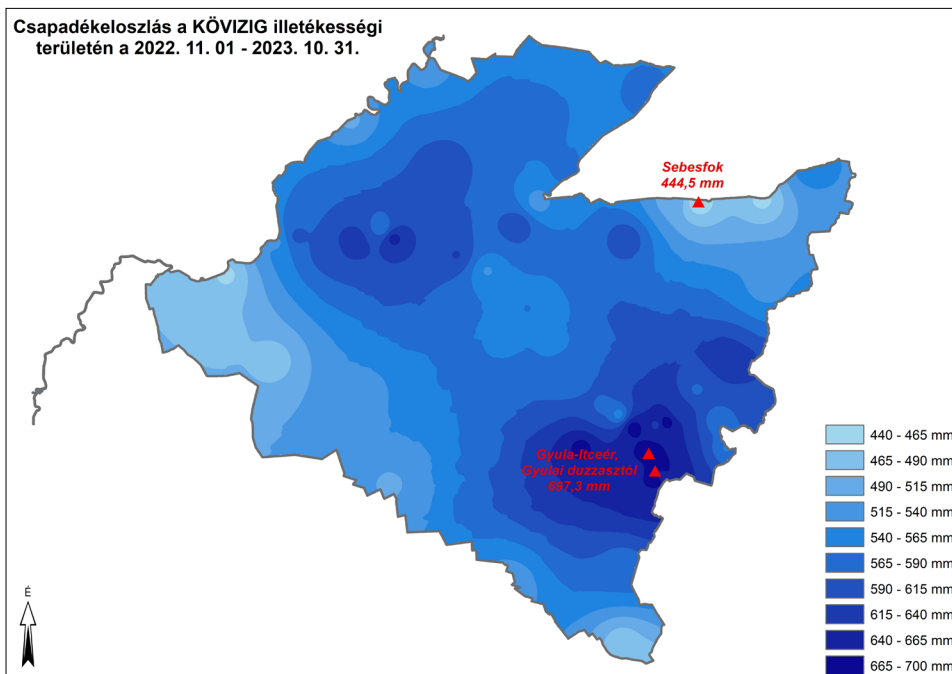 Csapadékeloszlás a KÖVIZIG illetékességi
területén a 2022. 11. 01 - 2023. 10. 31.
Sebesfok
444,5 mm
Gyula-Itceér,
Gyulai duzzasztól
697,3 mm
440 - 465 mm
465 - 490 mm
490 - 515 mm
515 - 540 mm
540 - 565 mm
565 - 590 mm
590 - 615 mm
615 - 640 mm
640 - 665 mm
665 - 700 mm
É